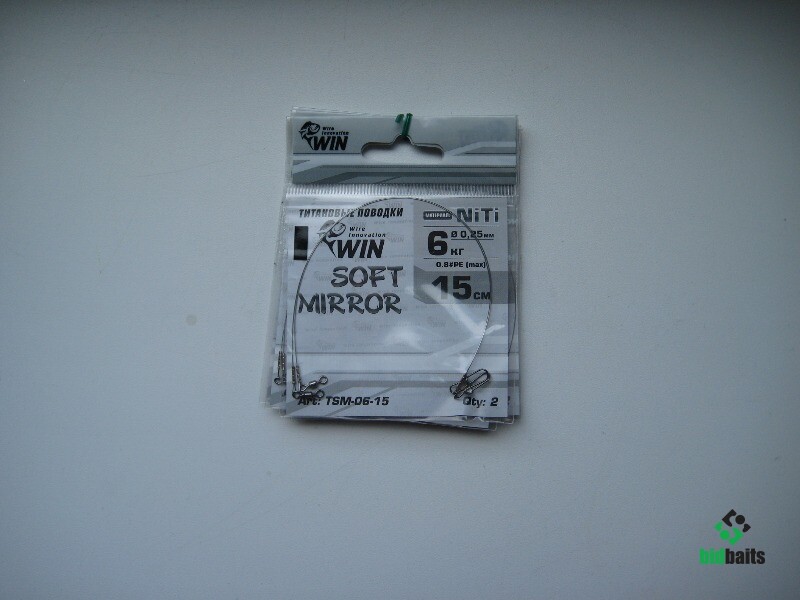 Wire
Innovation
WIN
ТИТАНОВЫЕ ПОВОДКИ
NiTi
Wire
Innovation
WIN
6 КГ
Ø 0,25мм
0.8#PE (max)
SOFT
MIRROR
15 СМ
Art: TSM-06-15
Qty: 2
bidbaits